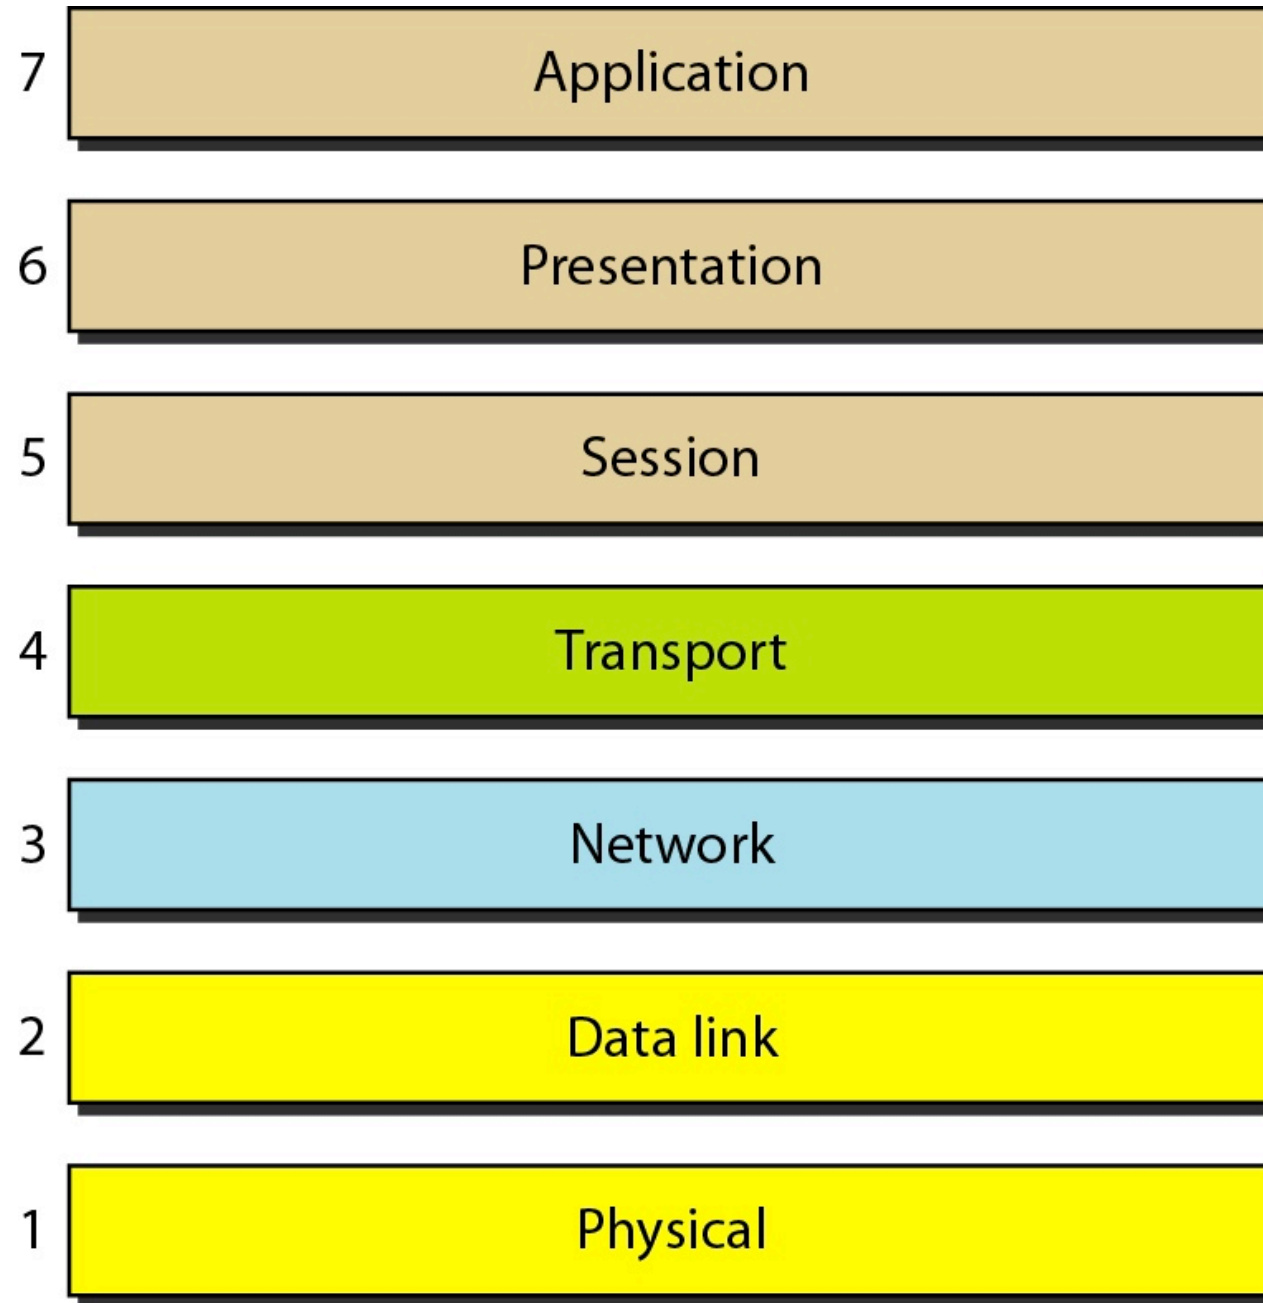 7 Application
6 Presentation
5 Session
4 Transport
3 Network
2 Data link
1 Physical